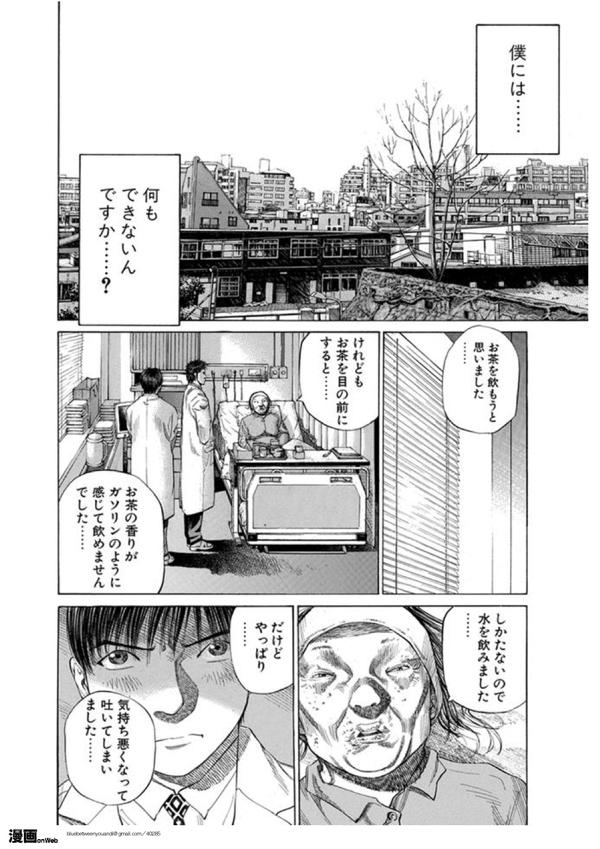 僕には……
何も
できないん
ですか……？
お茶を飲もうと
思いました
……
けれども
お茶を目の前に
すると……
お茶の香りが
ガソリンのように
感じて飲めません
でした……
しかたないので
水を飲みました
……
だけど
やっぱり
気持ち悪くなって
吐いてしまい
ました……
漫画onWeb
bluebetweenyouandi@gmail.com／40285